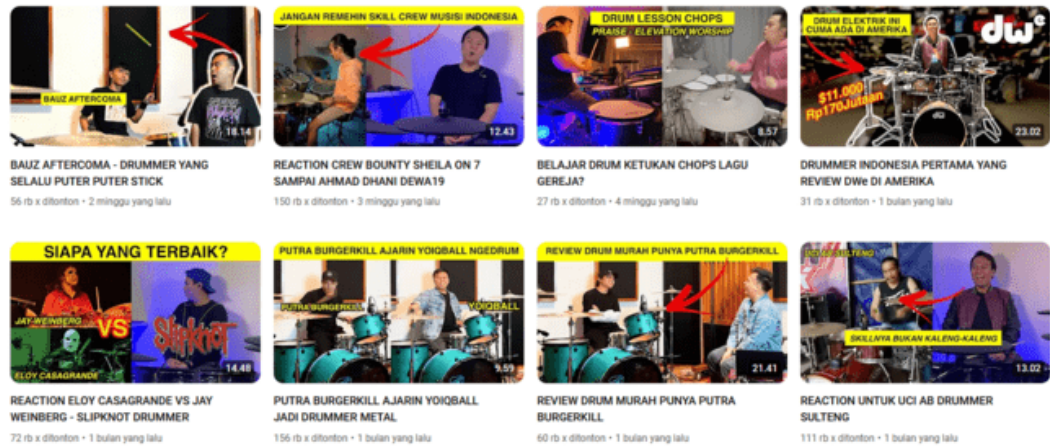 BAUZ AFTERCOMA
18.14
BAUZ AFTERCOMA - DRUMMER YANG
SELALU PUTER PUTER STICK
56 rb x ditonton • 2 minggu yang lalu
JANGAN REMEHIN SKILL CREW MUSISI INDONESIA
12.43
REACTION CREW BOUNTY SHEILA ON 7
SAMPAI AHMAD DHANI DEWA19
150 rb x ditonton • 3 minggu yang lalu
DRUM LESSON CHOPS
PRAISE - ELEVATION WORSHIP
8.57
BELAJAR DRUM KETUKAN CHOPS LAGU
GEREJA?
27 rb x ditonton • 4 minggu yang lalu
DRUM ELEKTRIK INI
CUMA ADA DI AMERIKA
dwe
$11,000
Rp170Jutaan
dw
23.02
DRUMMER INDONESIA PERTAMA YANG
REVIEW DWe DI AMERIKA
31 rb x ditonton • 1 bulan yang lalu
SIAPA YANG TERBAIK?
JAY WEINBERG
VS
SLIPKNOT
ELOY CASAGRANDE
14.48
REACTION ELOY CASAGRANDE VS JAY
WEINBERG - SLIPKNOT DRUMMER
72 rb x ditonton • 1 bulan yang lalu
PUTRA BURGERKILL AJARIN YOIQBALL NGEDRUM
PUTRA BURGERKILL
YOIQBALL
9.59
PUTRA BURGERKILL AJARIN YOIQBALL
JADI DRUMMER METAL
156 rb x ditonton • 1 bulan yang lalu
REVIEW DRUM MURAH PUNYA PUTRA BURGERKILL
21.41
REVIEW DRUM MURAH PUNYA PUTRA
BURGERKILL
60 rb x ditonton • 1 bulan yang lalu
UCI AB SULTENG
SKILLNYA BUKAN KALENG-KALENG
13.02
REACTION UNTUK UCI AB DRUMMER
SULTENG
111 rb x ditonton • 1 bulan yang lalu